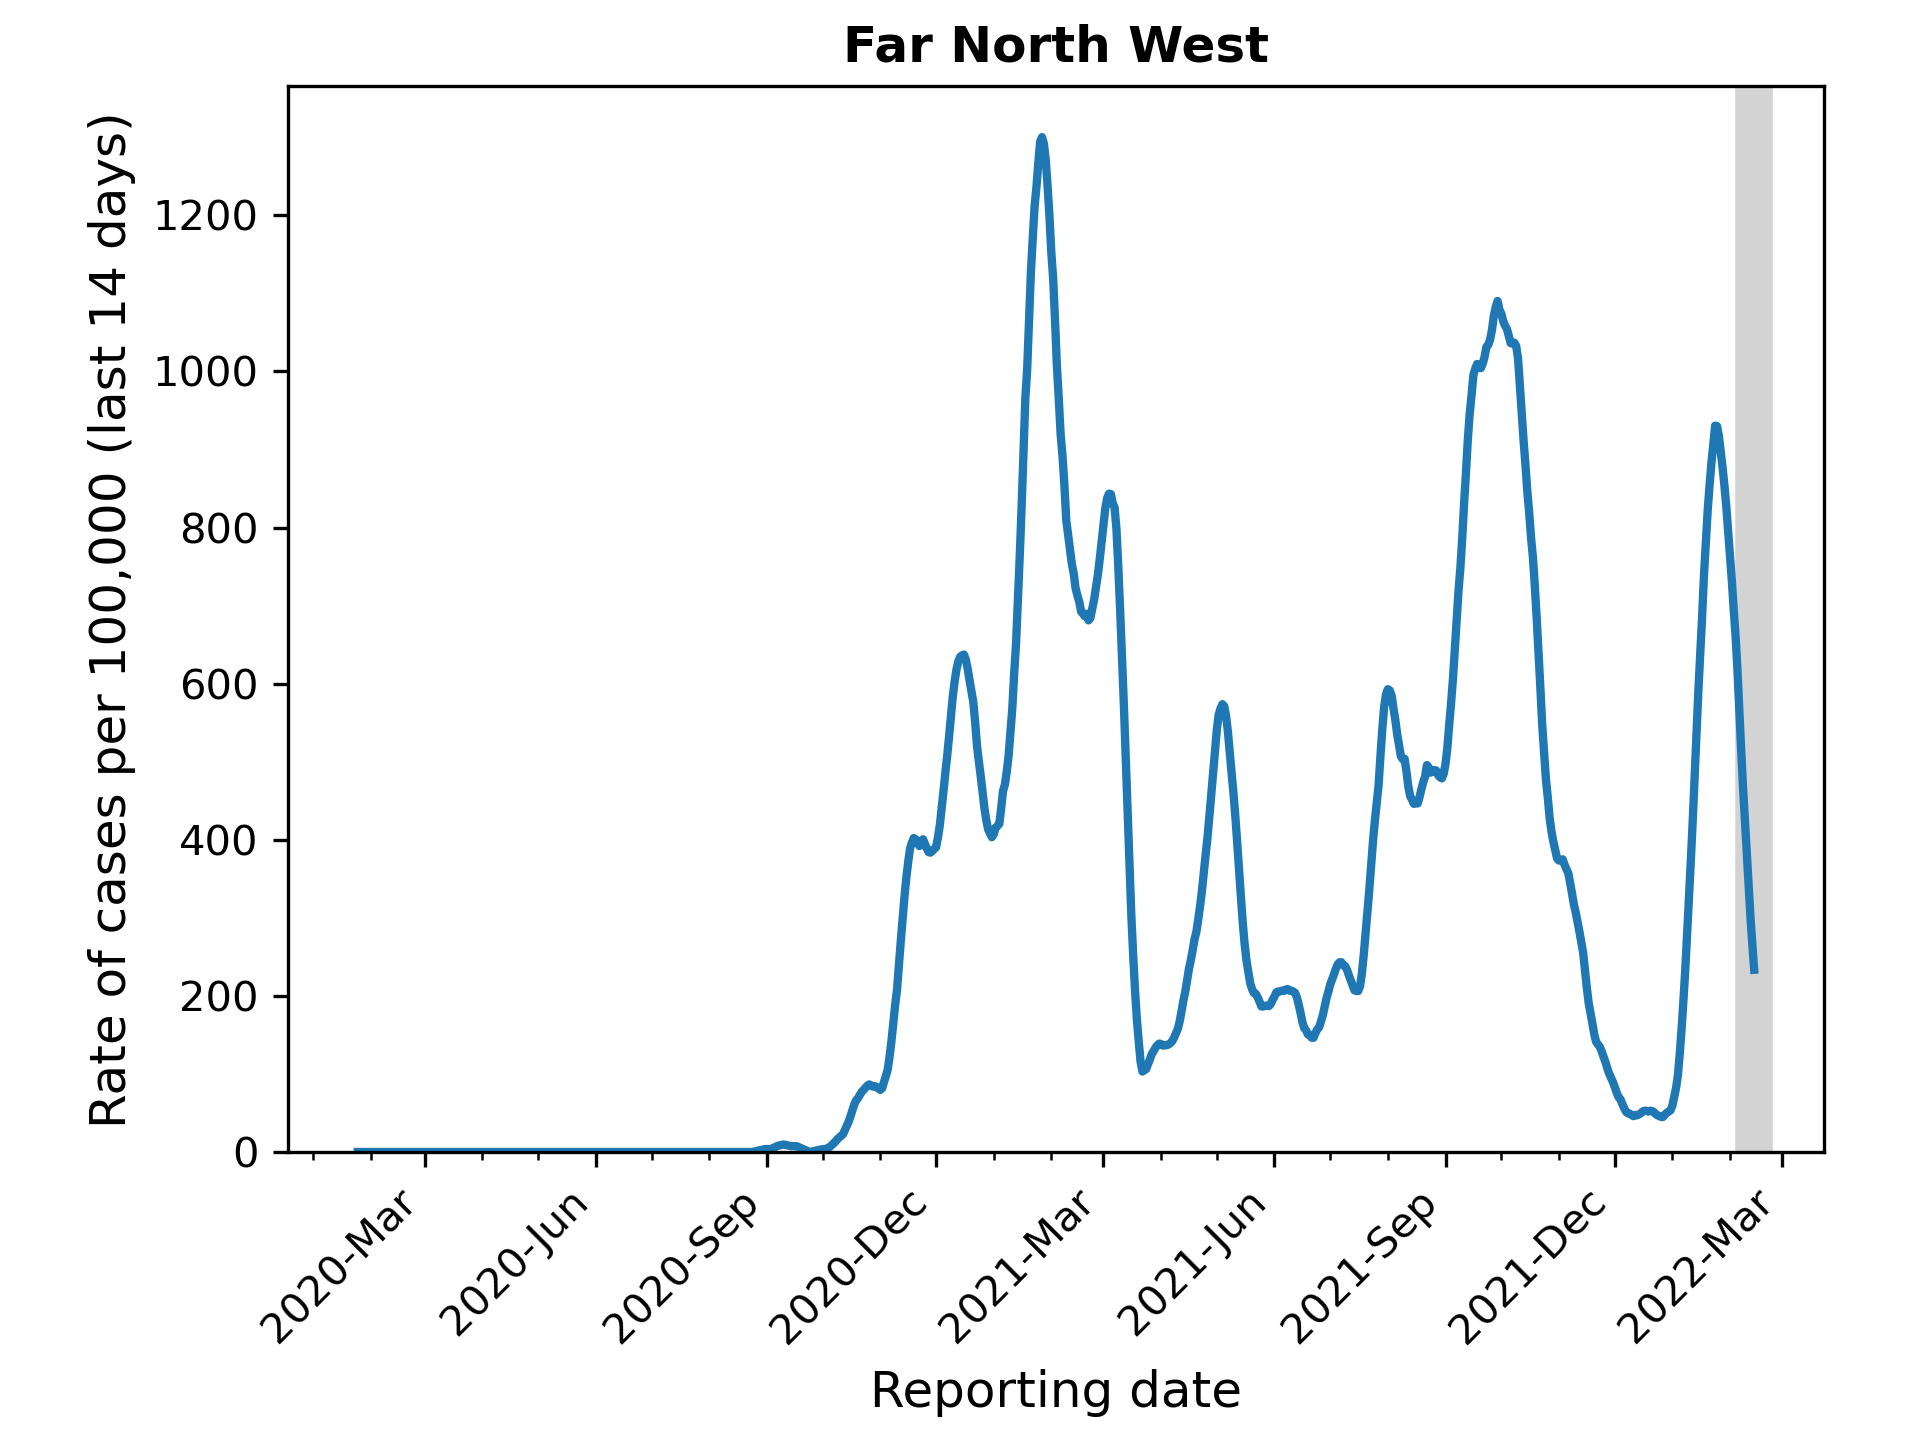 Far North West
Rate of cases per 100,000 (last 14 days)
1200
1000
800
600
400
200
0
2020-Mar
2020-Jun
2020-Sep
2020-Dec
2021-Mar
2021-Jun
2021-Sep
2021-Dec
2022-Mar
Reporting date